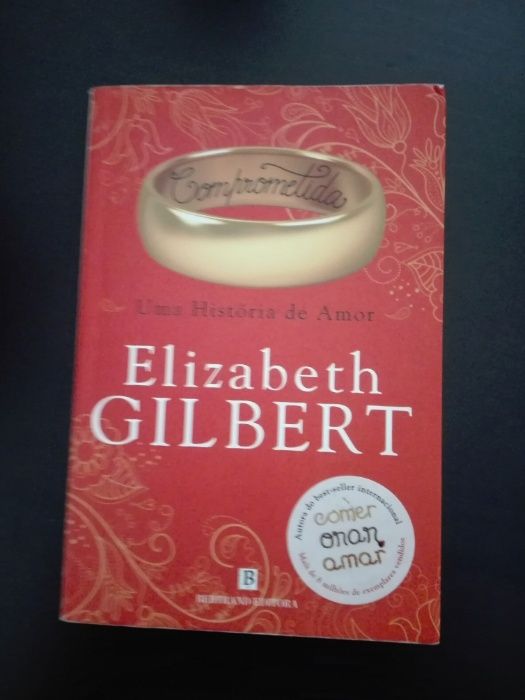 Comprometida
Uma História de Amor
Elizabeth
GILBERT
Autora do best-seller internacional
comer
orar
amar
Mais de 8 milhões de exemplares vendidos
B
BERTRAND EDITORA